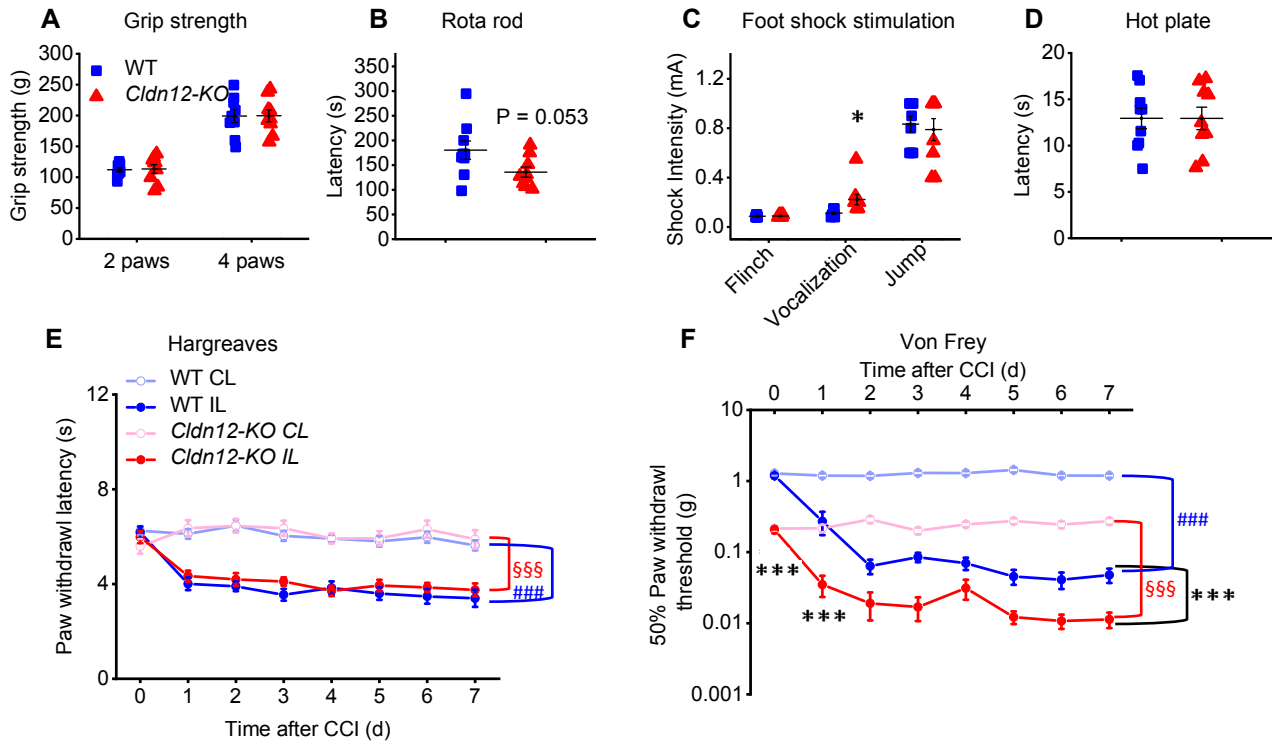 A Grip strength
Grip strength (g)
300
250
200
150
100
50
0
WT
Cldn12-KO
2 paws 4 paws
B Rota rod
Latency (s)
350
300
250
200
150
100
50
0
P = 0.053
C Foot shock stimulation
Shock Intensity (mA)
1.2
0.8
0.4
0.0
*
Flinch
Vocalization
Jump
D Hot plate
Latency (s)
20
15
10
5
0
E Hargreaves
WT CL
WT IL
Cldn12-KO CL
Cldn12-KO IL
Paw withdrawl latency (s)
12
8
4
0
§§§
###
0 1 2 3 4 5 6 7
Time after CCI (d)
F Von Frey
Time after CCI (d)
0 1 2 3 4 5 6 7
50% Paw withdrawl
threshold (g)
10
1
0.1
0.01
0.001
###
***
***
§§§
***